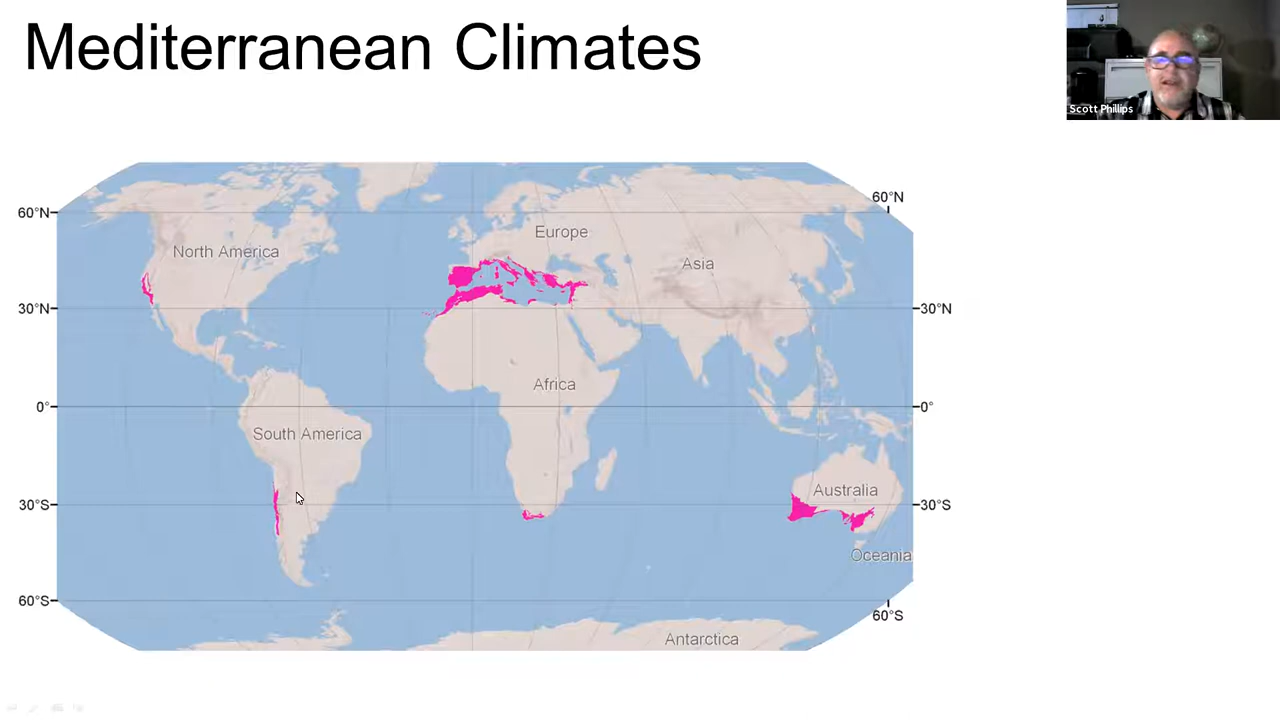 Mediterranean Climates
Scott Phillips
60°N
60°N
Europe
North America
Asia
30°N
30°N
Africa
0°
0°
South America
Australia
30°S
30°S
Oceania
60°S
60°S
Antarctica